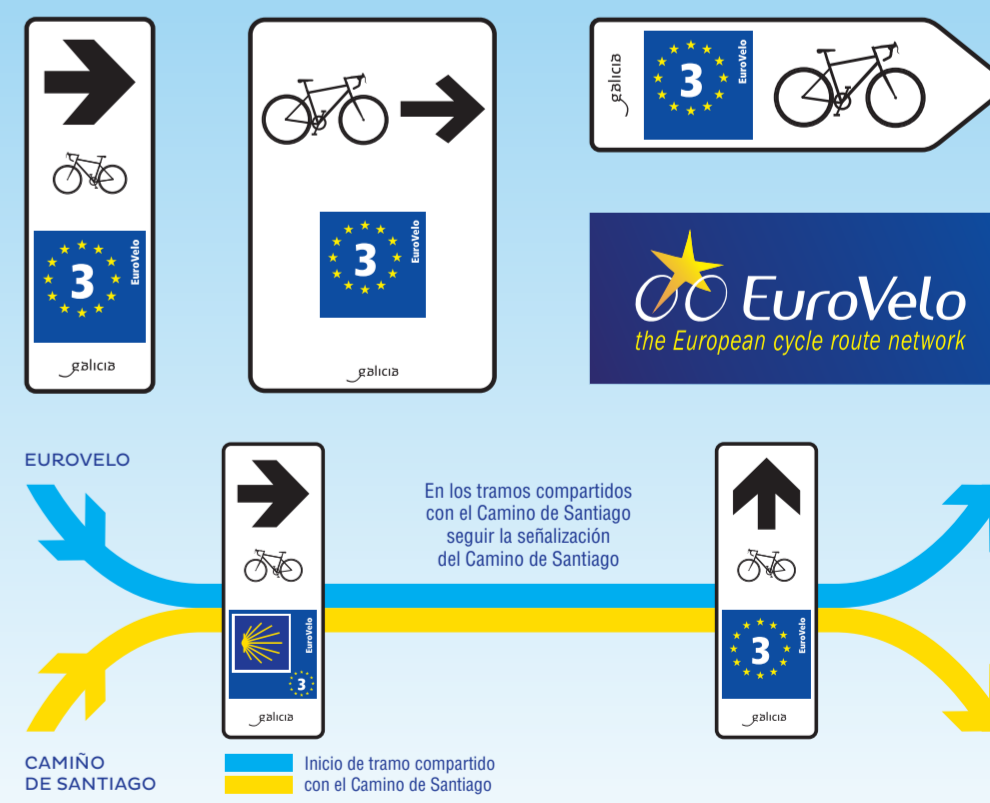 3
EuroVelo
galicia
3
EuroVelo
galicia
galicia
3
EuroVelo
EuroVelo
the European cycle route network
EUROVELO
En los tramos compartidos
con el Camino de Santiago
seguir la señalización
del Camino de Santiago
EuroVelo
3
galicia
3
EuroVelo
galicia
CAMIÑO
DE SANTIAGO
Inicio de tramo compartido
con el Camino de Santiago